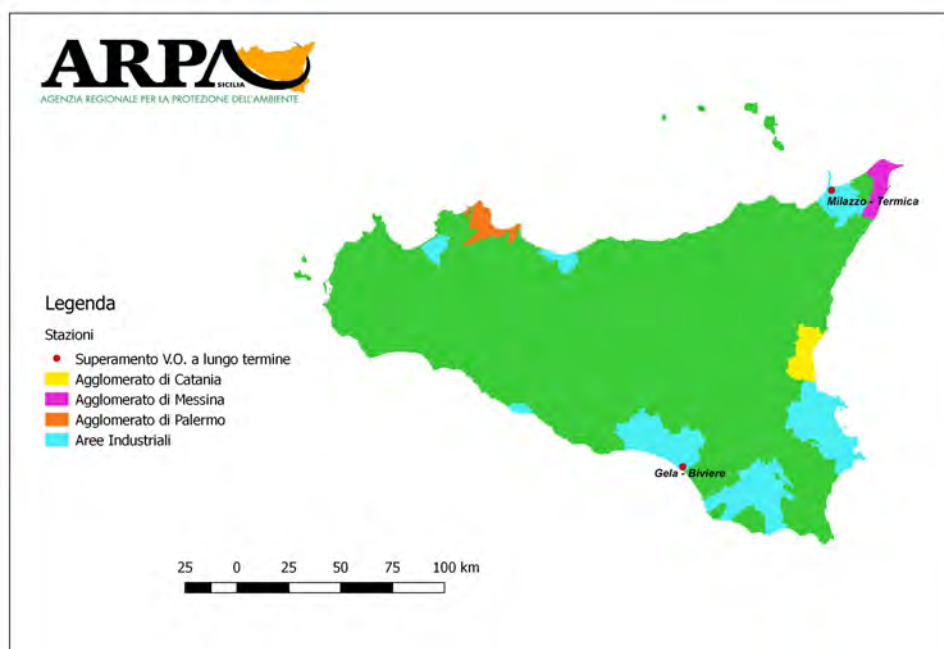 ARPA
SICILIA
AGENZIA REGIONALE PER LA PROTEZIONE DELL'AMBIENTE
Milazzo - Termica
Legenda
Stazioni
Superamento V.O. a lungo termine
Agglomerato di Catania
Agglomerato di Messina
Agglomerato di Palermo
Aree Industriali
Gela - Biviere
25 0 25 50 75 100 km